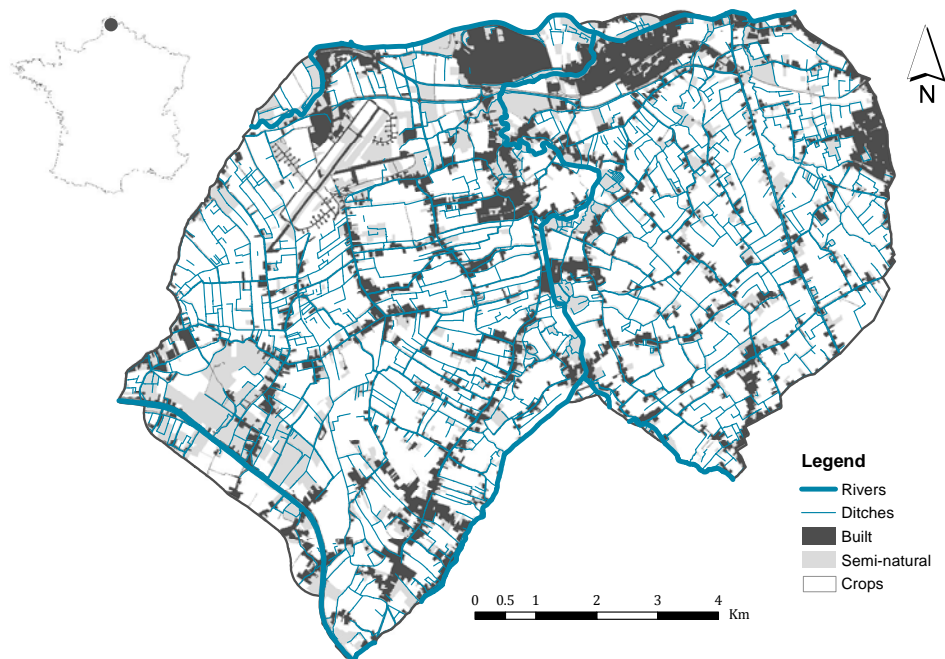 N
Legend
Rivers
Ditches
Built
Semi-natural
Crops
0 0.5 1 2 3 4
Km